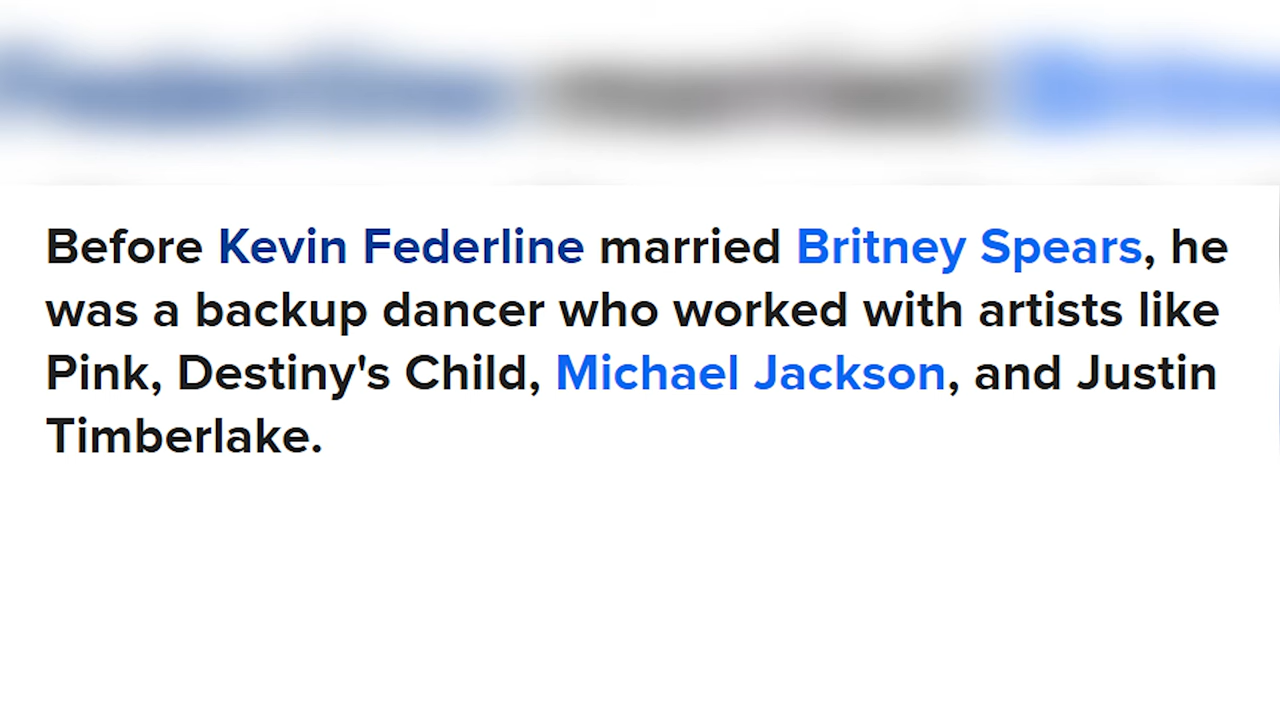 Before Kevin Federline married Britney Spears, he
was a backup dancer who worked with artists like
Pink, Destiny's Child, Michael Jackson, and Justin
Timberlake.